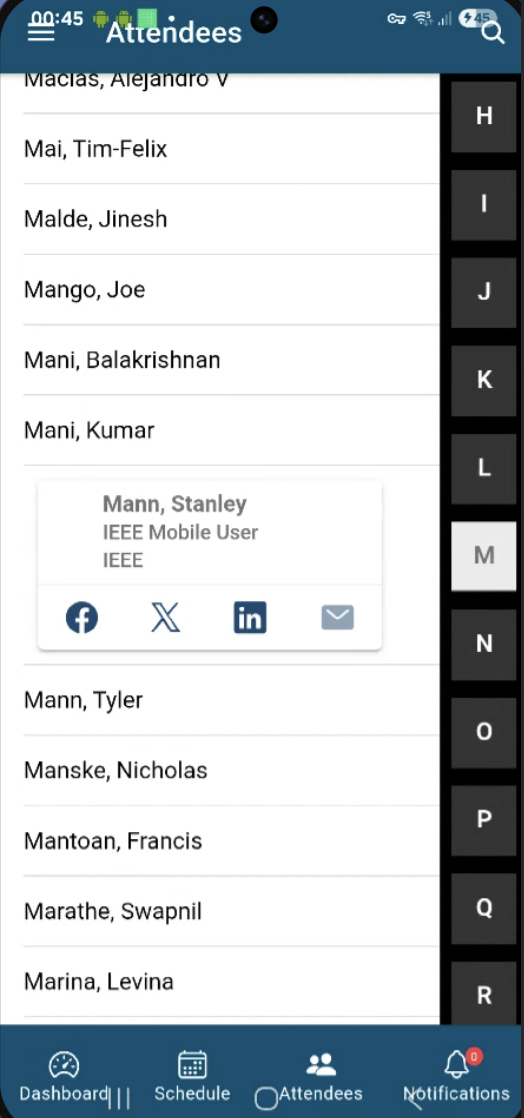 00:45
45
Attendees
Macias, Alejandro V
Mai, Tim-Felix
Malde, Jinesh
Mango, Joe
Mani, Balakrishnan
Mani, Kumar
Mann, Stanley
IEEE Mobile User
IEEE
in
Mann, Tyler
Manske, Nicholas
Mantoan, Francis
Marathe, Swapnil
Marina, Levina
H
I
J
K
L
M
N
O
P
Q
R
0
Dashboard
Schedule
Attendees
Notifications